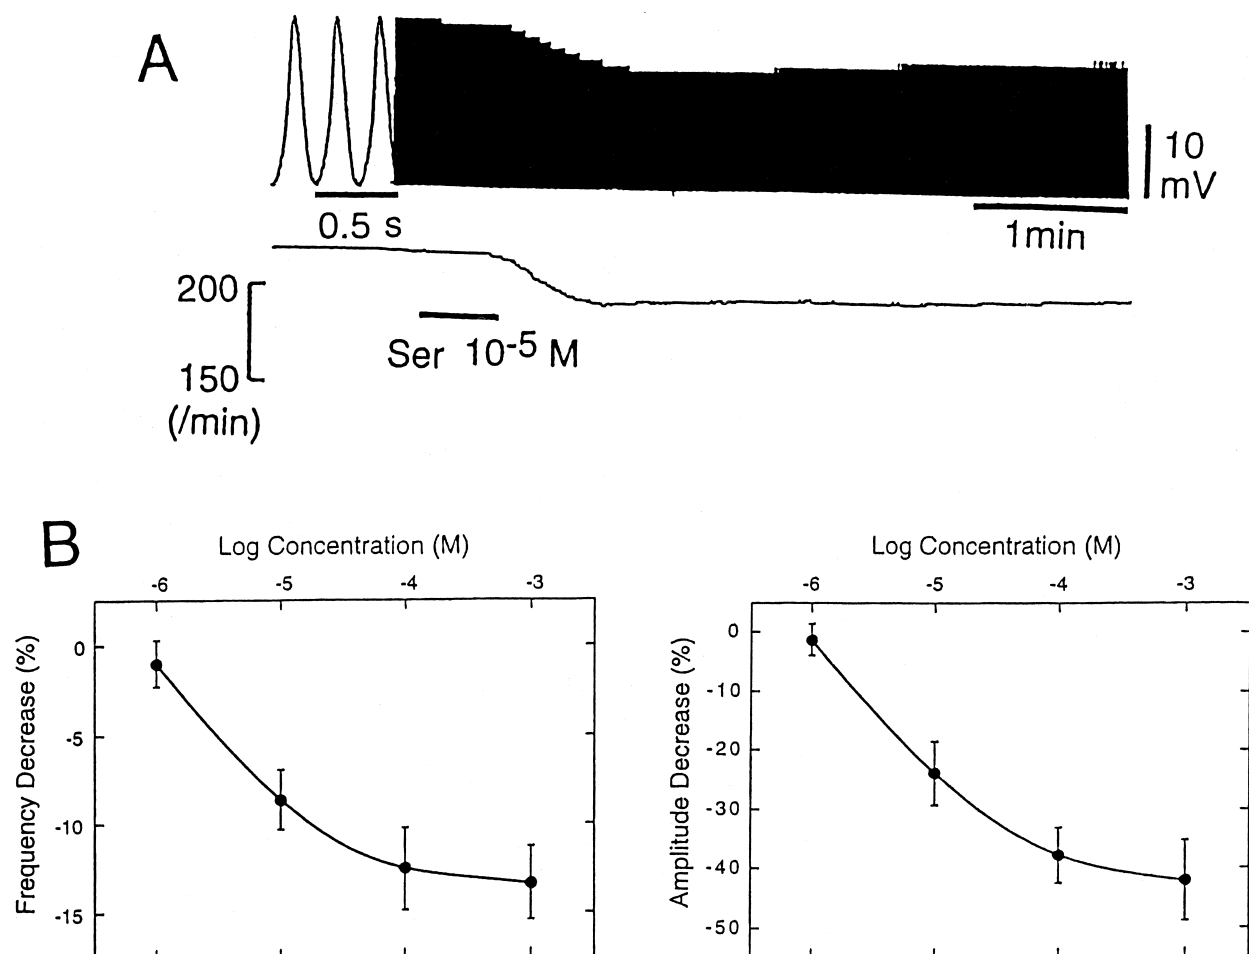 A
10
mV
0.5 s
1min
200
Ser 10-5 M
150
(/min)
B
Log Concentration (M)
-6 -5 -4 -3
Frequency Decrease (%)
0
-5
-10
-15
Log Concentration (M)
-6 -5 -4 -3
Amplitude Decrease (%)
0
-10
-20
-30
-40
-50